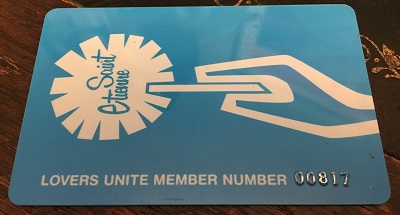 Saint
Etienne
LOVERS UNITE MEMBER NUMBER 00817